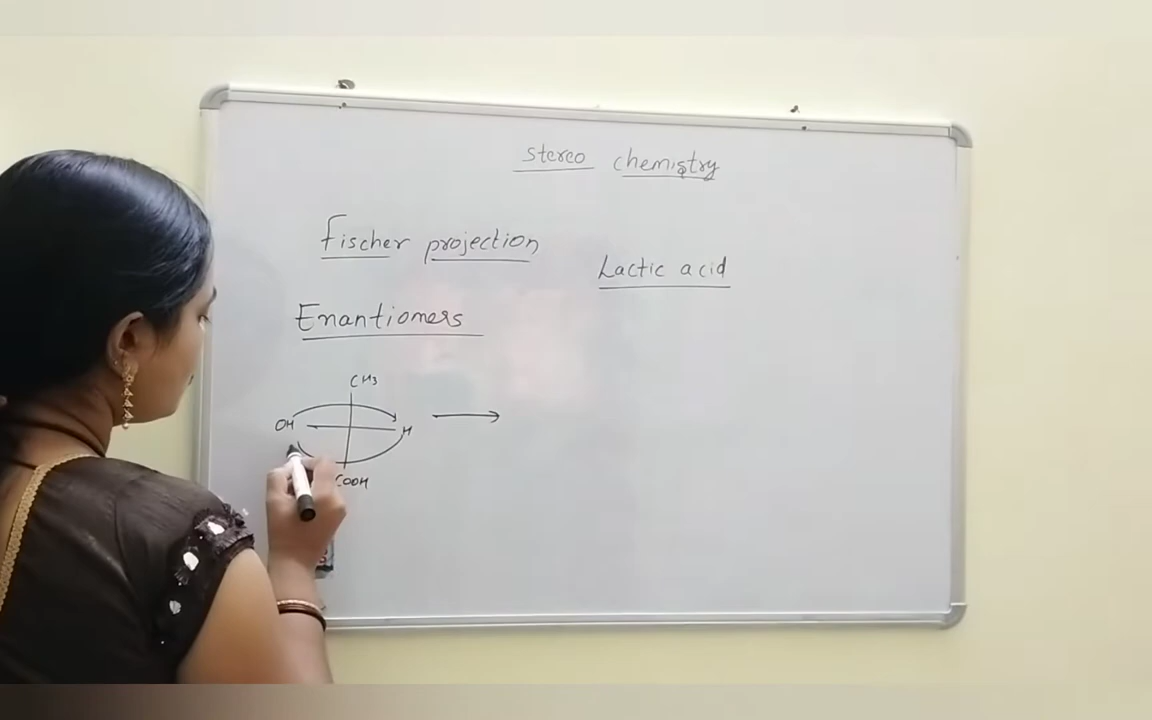 Stereo chemistry
Fischer projection
Lactic acid
Enantiomers
CH3
OH H
COOH